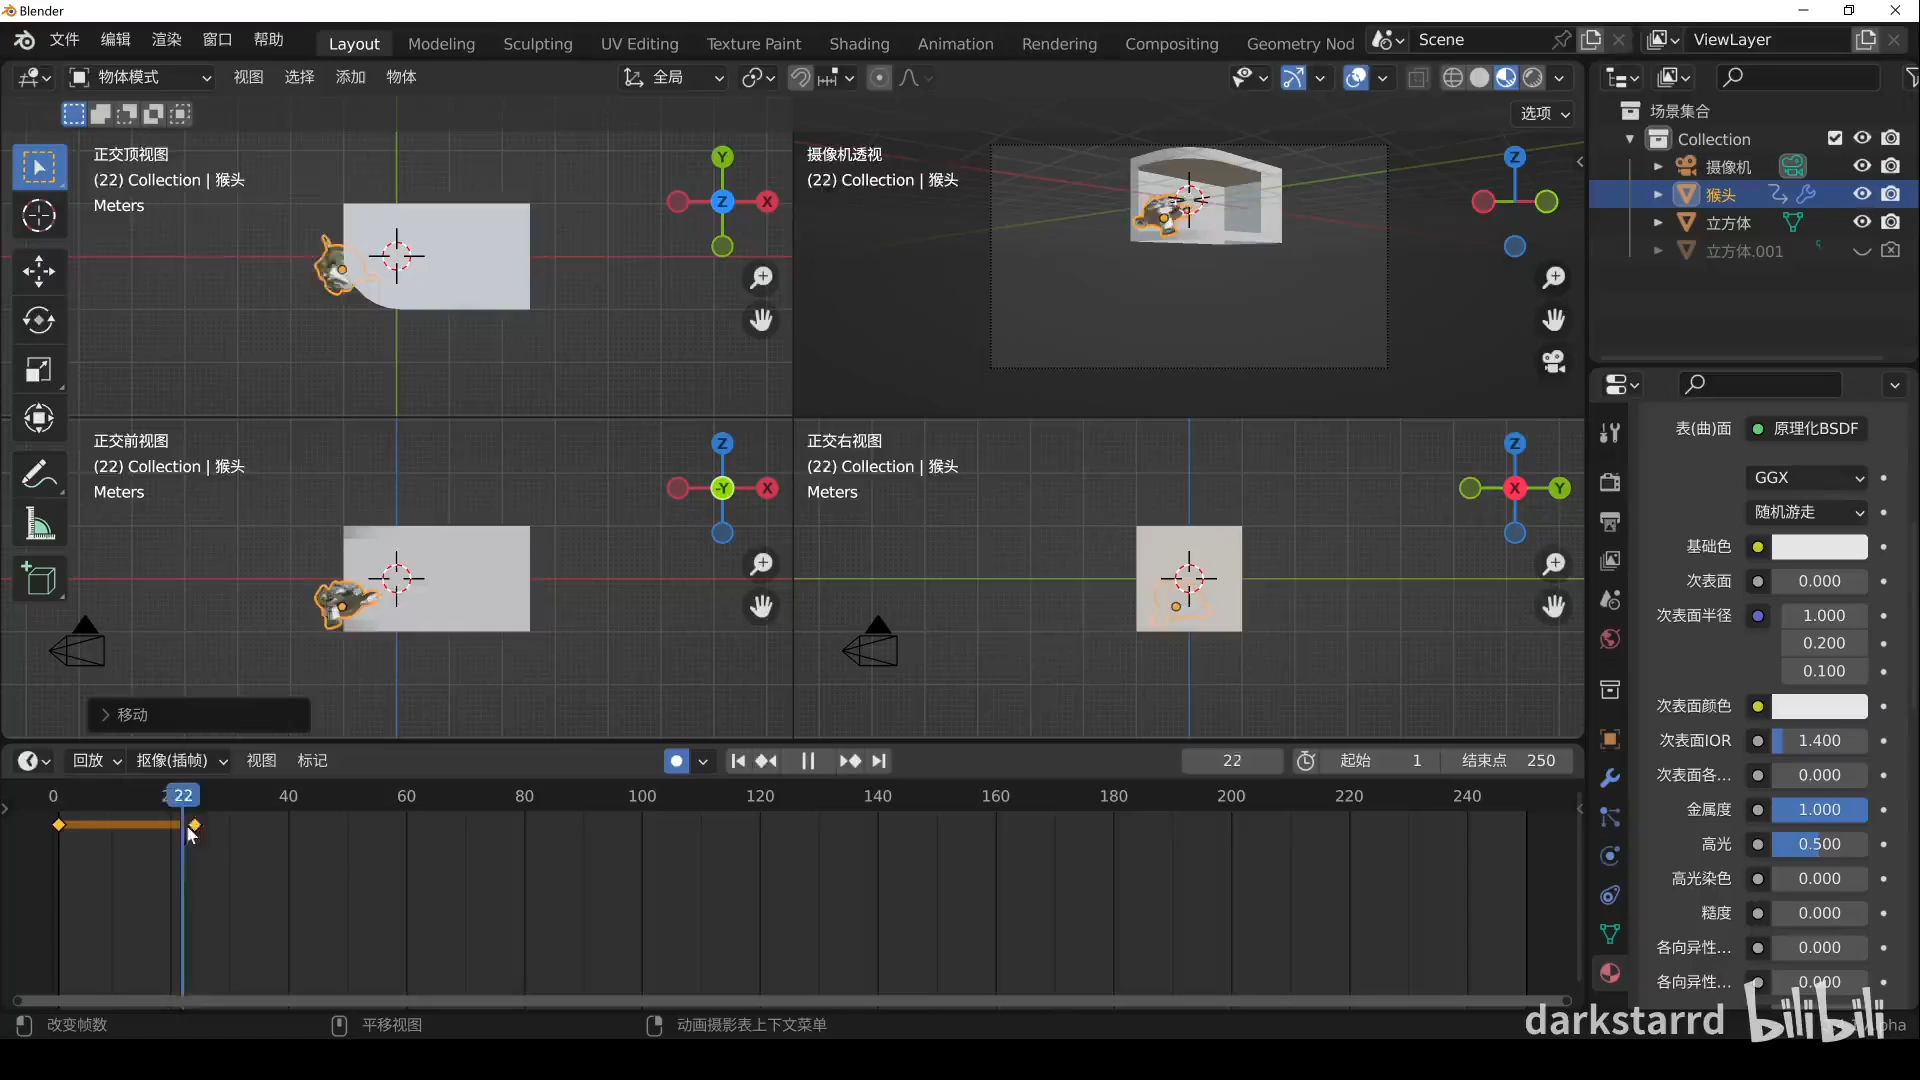 Blender
文件 编辑 渲染 窗口 帮助 Layout Modeling Sculpting UV Editing Texture Paint Shading Animation Rendering Compositing Geometry Nod Scene ViewLayer
物体模式 视图 选择 添加 物体 全局
选项
正交顶视图
(22) Collection | 猴头
Meters
Y
X
Z
摄像机透视
(22) Collection | 猴头
Z
正交前视图
(22) Collection | 猴头
Meters
Z
-Y
X
正交右视图
(22) Collection | 猴头
Meters
Z
X
Y
移动
场景集合
Collection
摄像机
猴头
立方体
立方体.001
表(曲)面 原理化BSDF
GGX
随机游走
基础色
次表面 0.000
次表面半径 1.000
0.200
0.100
次表面颜色
次表面IOR 1.400
次表面各... 0.000
金属度 1.000
高光 0.500
高光染色 0.000
糙度 0.000
各向异性... 0.000
各向异性... 0.000
回放 抠像(插帧) 视图 标记 22 起始 1 结束点 250
0 22 40 60 80 100 120 140 160 180 200 220 240
改变帧数 平移视图 动画摄影表上下文菜单
darkstarrd bilibili